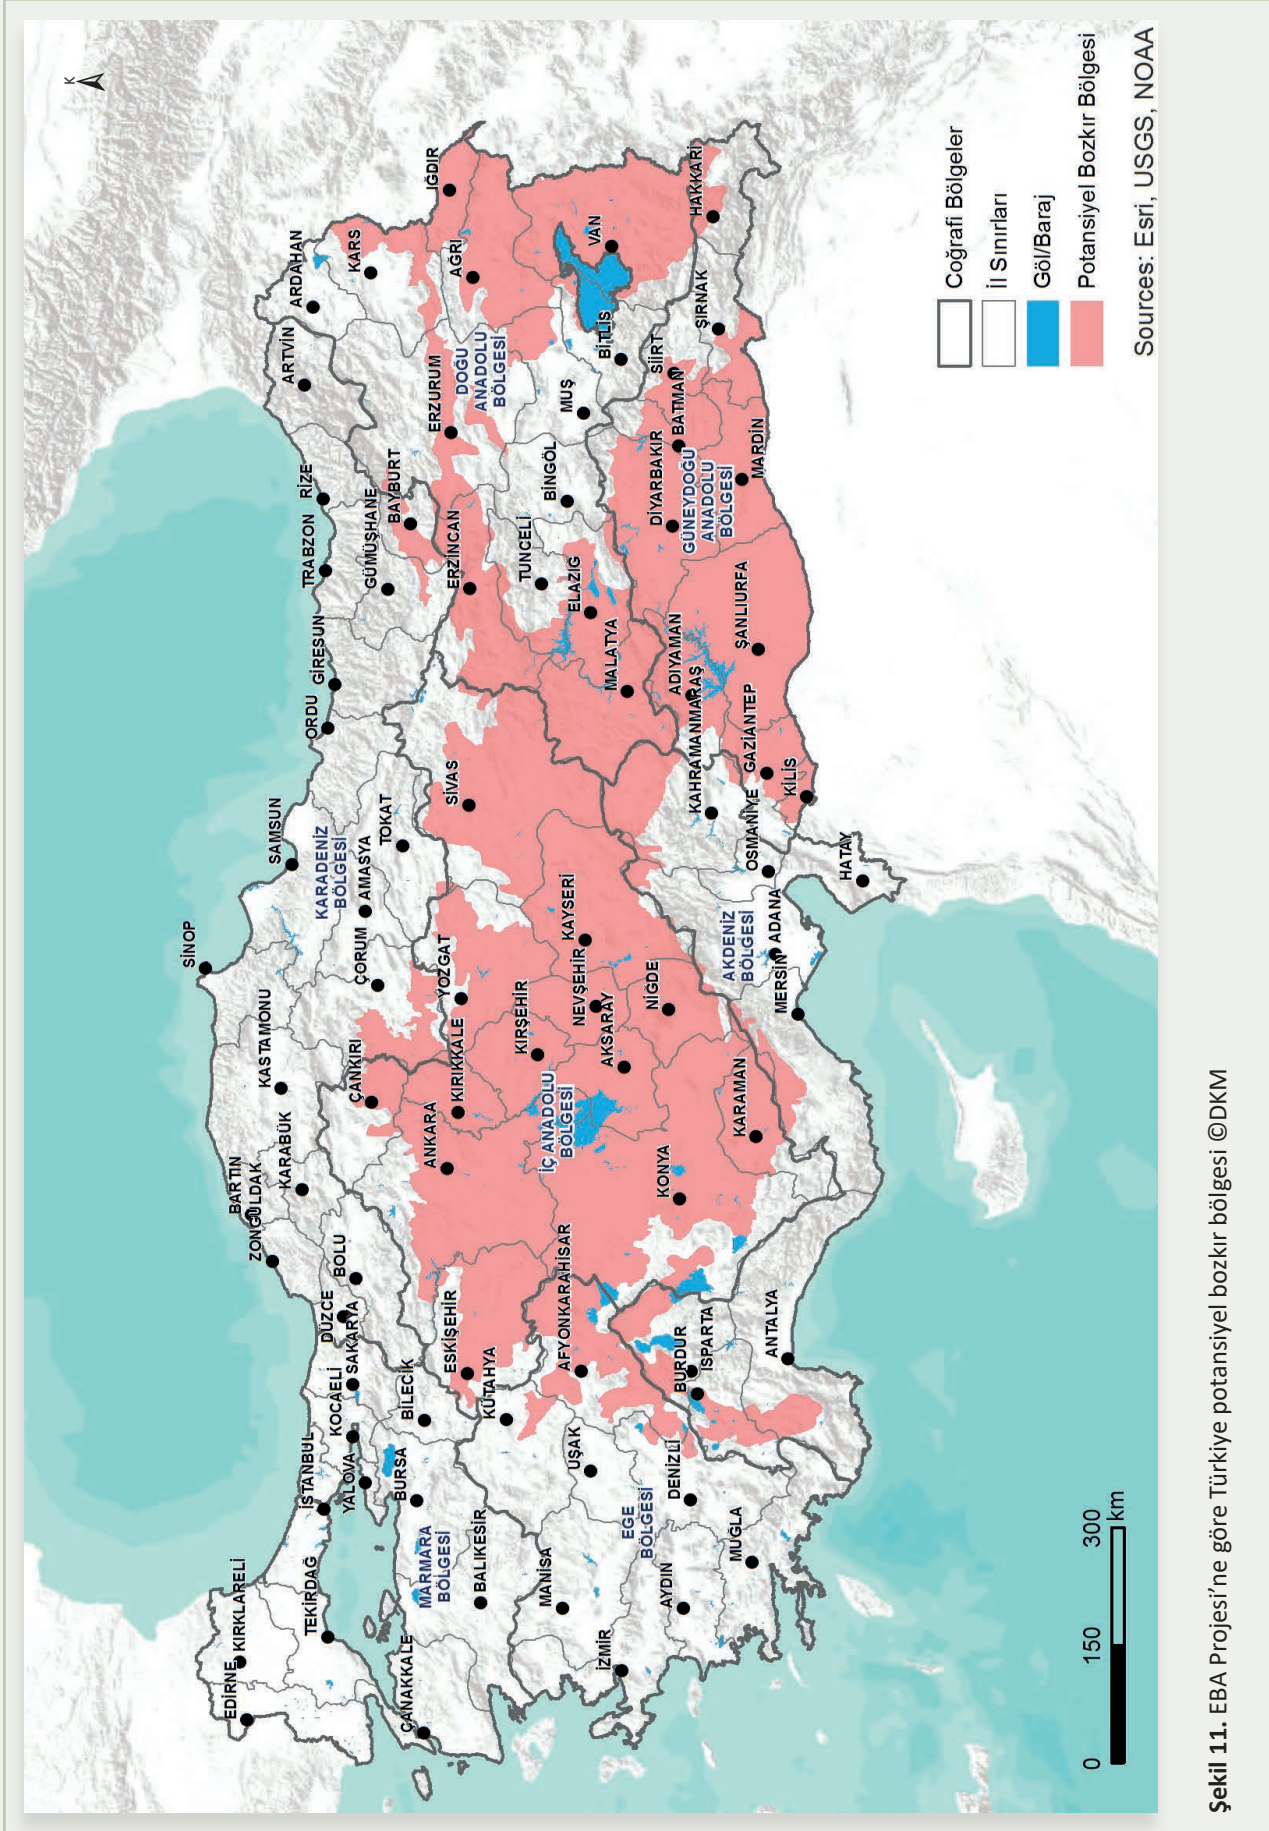 K
EDİRNE
KIRKLARELİ
TEKİRDAĞ
İSTANBUL
YALOVA
KOCAELİ
SAKARYA
DÜZCE
BOLU
ZONGULDAK
BARTIN
KARABÜK
KASTAMONU
SİNOP
SAMSUN
ORDU
GİRESUN
TRABZON
RİZE
ARTVİN
ARDAHAN
KARS
IĞDIR
ÇANAKKALE
BALIKESİR
MARMARA
BÖLGESİ
BURSA
BİLECİK
ESKİŞEHİR
KÜTAHYA
ANKARA
KIRIKKALE
ÇANKIRI
ÇORUM
AMASYA
KARADENİZ
BÖLGESİ
TOKAT
YOZGAT
SİVAS
GÜMÜŞHANE
BAYBURT
ERZİNCAN
ERZURUM
DOĞU
ANADOLU
BÖLGESİ
AĞRI
MANİSA
İZMİR
UŞAK
EGE
BÖLGESİ
AYDIN
DENİZLİ
MUĞLA
AFYONKARAHİSAR
BURDUR
ISPARTA
ANTALYA
İÇ ANADOLU
BÖLGESİ
KONYA
KARAMAN
KIRŞEHİR
AKSARAY
NEVŞEHİR
NİĞDE
KAYSERİ
AKDENİZ
BÖLGESİ
MERSİN
ADANA
OSMANİYE
HATAY
KAHRAMANMARAŞ
GAZİANTEP
KİLİS
ADIYAMAN
MALATYA
ELAZIĞ
TUNCELİ
BİNGÖL
MUŞ
BİTLİS
VAN
HAKKARİ
ŞIRNAK
SİİRT
BATMAN
DİYARBAKIR
GÜNEYDOĞU
ANADOLU
BÖLGESİ
MARDİN
ŞANLIURFA
0 150 300
km
Coğrafi Bölgeler
İl Sınırları
Göl/Baraj
Potansiyel Bozkır Bölgesi
Sources: Esri, USGS, NOAA
Şekil 11. EBA Projesi’ne göre Türkiye potansiyel bozkır bölgesi ©DKM